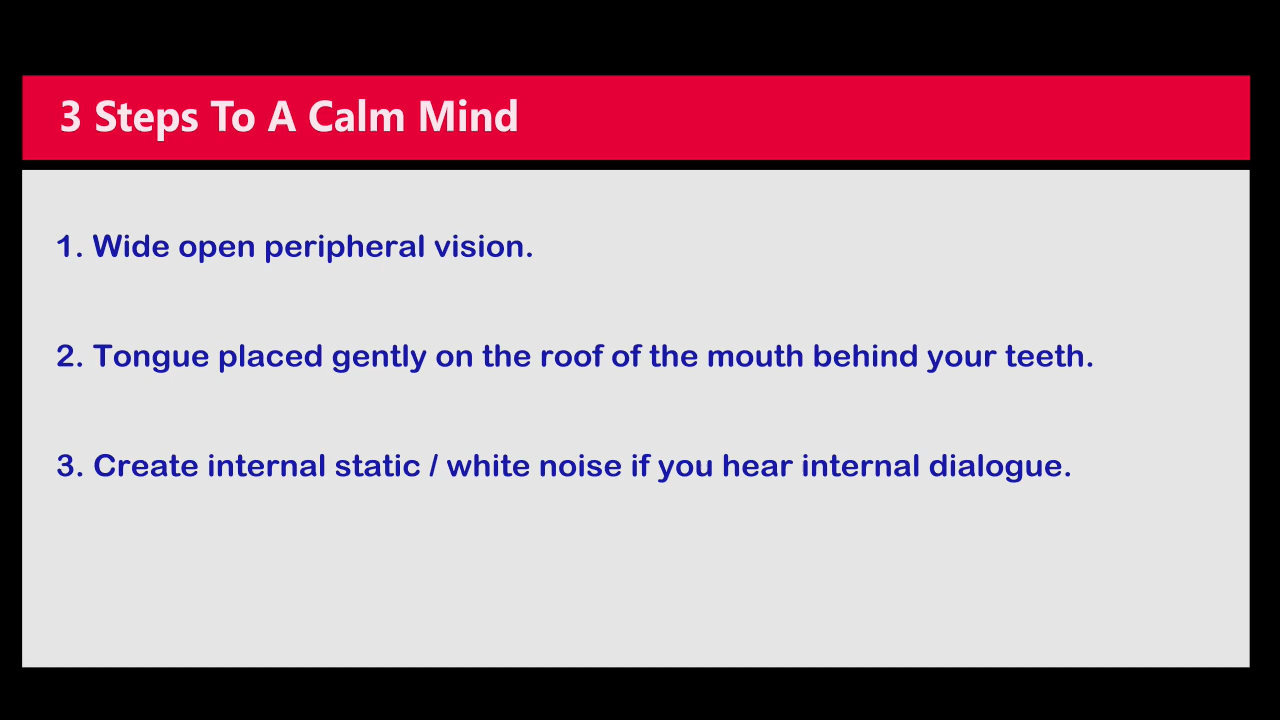 3 Steps To A Calm Mind
1. Wide open peripheral vision.
2. Tongue placed gently on the roof of the mouth behind your teeth.
3. Create internal static / white noise if you hear internal dialogue.